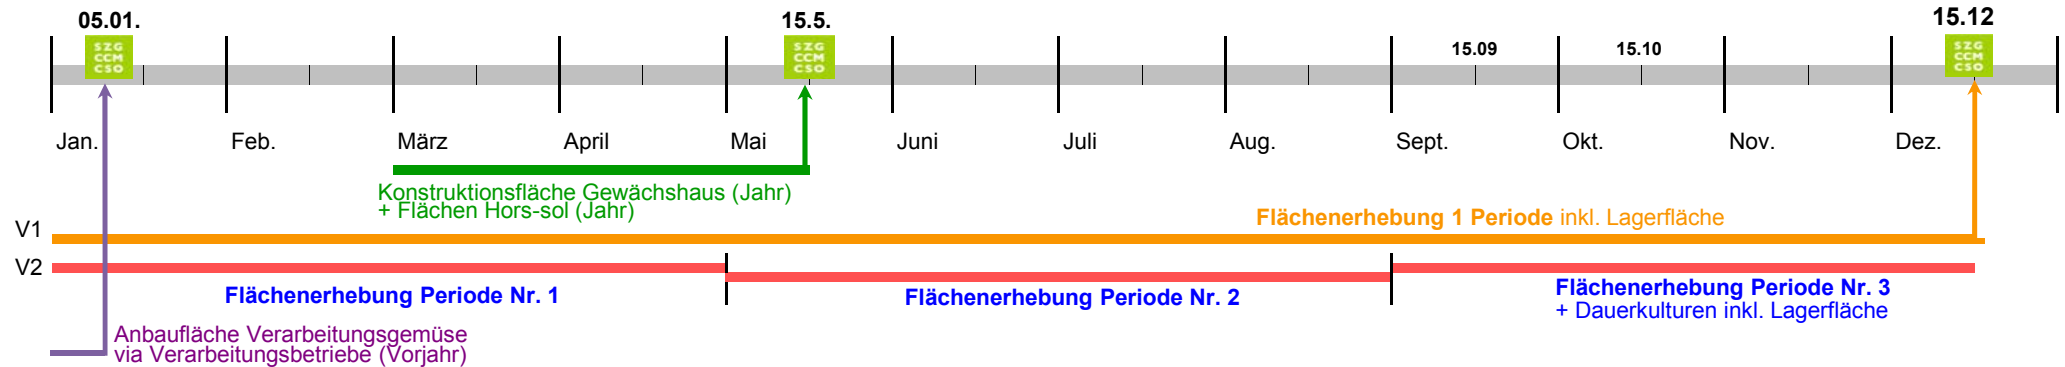 05.01.
15.5.
15.12
SZG
CCM
CSO
SZG
CCM
CSO
SZG
CCM
CSO
15.09
15.10
Jan.
Feb.
März
April
Mai
Juni
Juli
Aug.
Sept.
Okt.
Nov.
Dez.
Konstruktionsfläche Gewächshaus (Jahr)
+ Flächen Hors-sol (Jahr)
Flächenerhebung 1 Periode inkl. Lagerfläche
V1
V2
Flächenerhebung Periode Nr. 1
Flächenerhebung Periode Nr. 2
Flächenerhebung Periode Nr. 3
+ Dauerkulturen inkl. Lagerfläche
Anbaufläche Verarbeitungsgemüse
via Verarbeitungsbetriebe (Vorjahr)